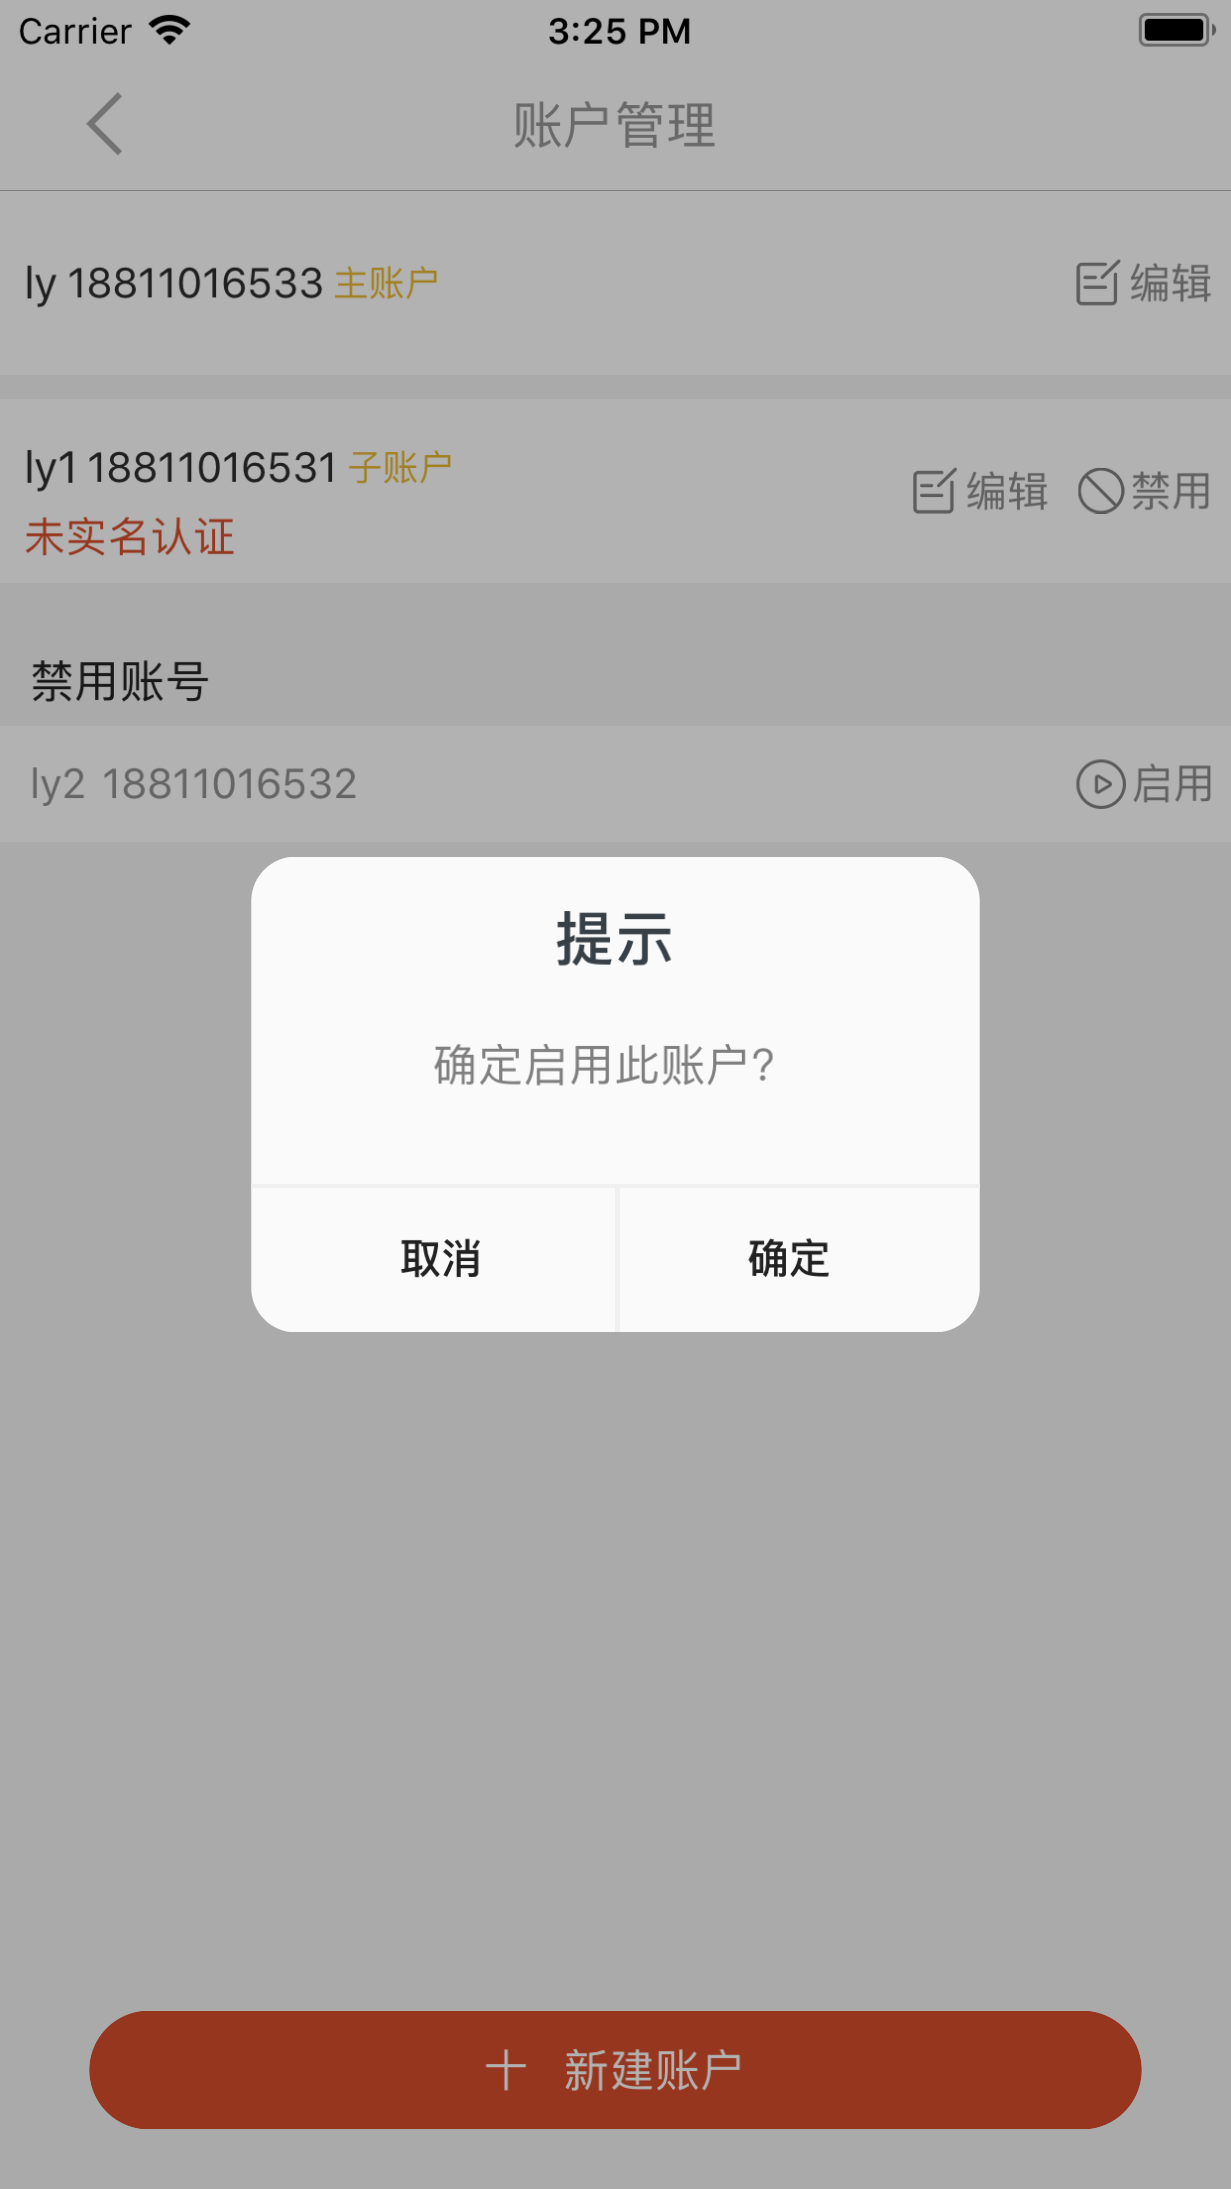 Carrier 3:25 PM
账户管理
ly 18811016533 主账户 编辑
ly1 18811016531 子账户 编辑 禁用
未实名认证
禁用账号
ly2 18811016532 启用
提示
确定启用此账户?
取消 确定
新建账户